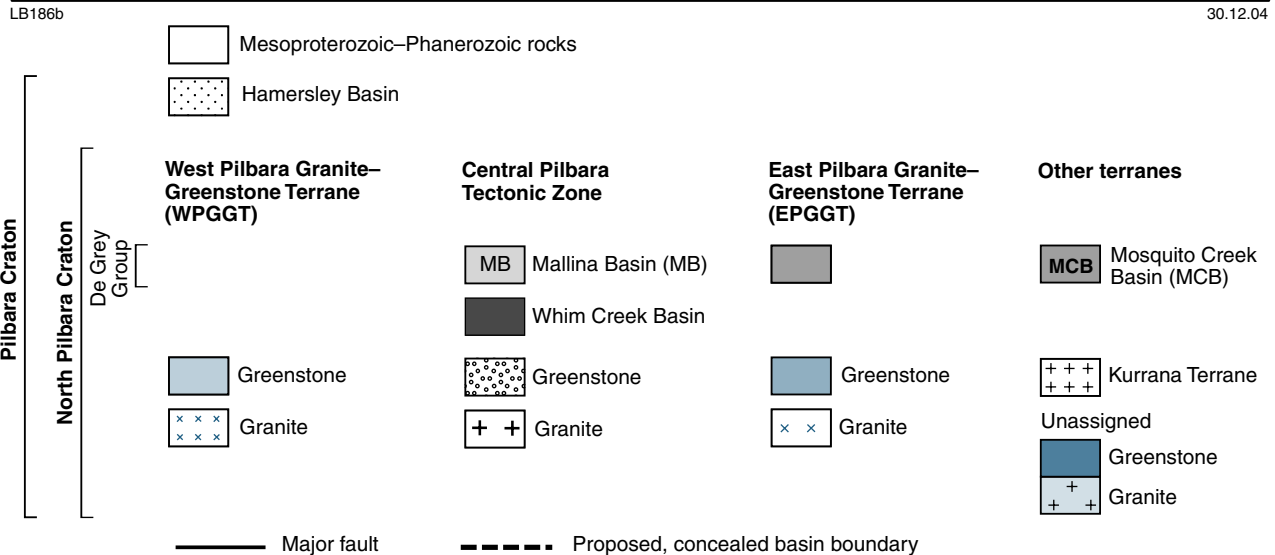 LB186b
30.12.04
Mesoproterozoic–Phanerozoic rocks
Hamersley Basin
Pilbara Craton
North Pilbara Craton
De Grey
Group
West Pilbara Granite–
Greenstone Terrane
(WPGGT)
Greenstone
Granite
Central Pilbara
Tectonic Zone
MB
Mallina Basin (MB)
Whim Creek Basin
Greenstone
Granite
East Pilbara Granite–
Greenstone Terrane
(EPGGT)
Greenstone
Granite
Other terranes
MCB
Mosquito Creek
Basin (MCB)
Kurrana Terrane
Unassigned
Greenstone
Granite
Major fault
Proposed, concealed basin boundary